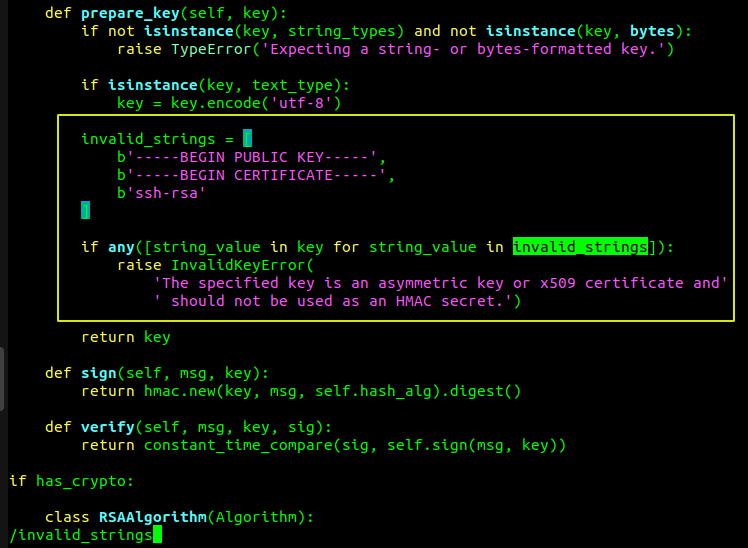 def prepare_key(self, key):
        if not isinstance(key, string_types) and not isinstance(key, bytes):
            raise TypeError('Expecting a string- or bytes-formatted key.')

        if isinstance(key, text_type):
            key = key.encode('utf-8')

        invalid_strings = [
            b'-----BEGIN PUBLIC KEY-----',
            b'-----BEGIN CERTIFICATE-----',
            b'ssh-rsa'
        ]

        if any([string_value in key for string_value in invalid_strings]):
            raise InvalidKeyError(
                'The specified key is an asymmetric key or x509 certificate and'
                ' should not be used as an HMAC secret.')

        return key

    def sign(self, msg, key):
        return hmac.new(key, msg, self.hash_alg).digest()

    def verify(self, msg, key, sig):
        return constant_time_compare(sig, self.sign(msg, key))

if has_crypto:

    class RSAAlgorithm(Algorithm):
/invalid_strings